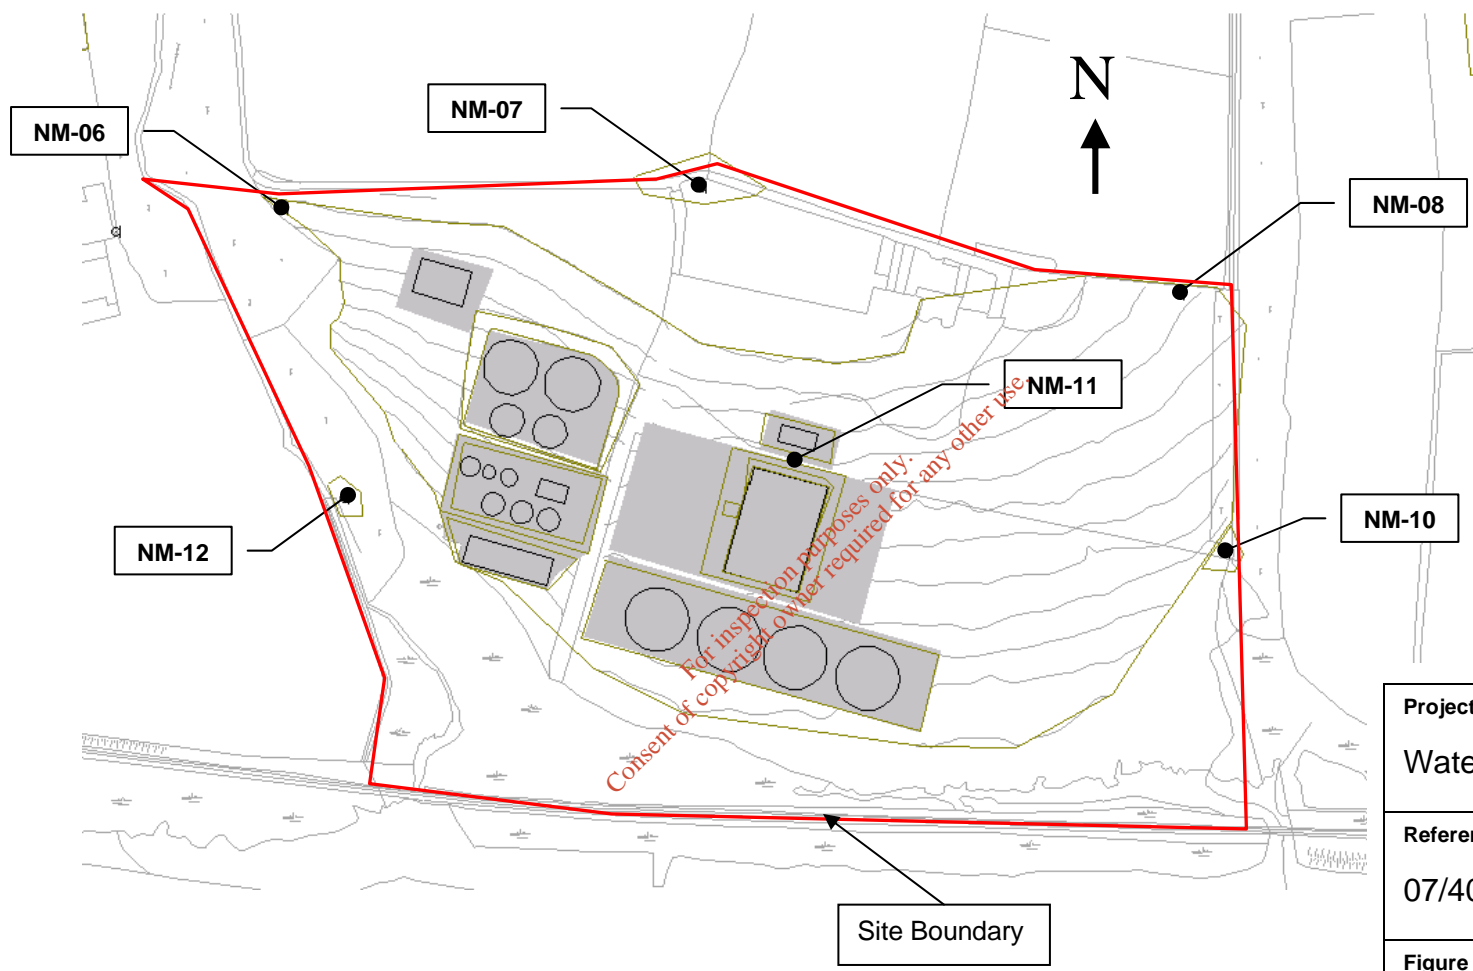 N
NM-07
NM-06
NM-08
NM-11
NM-10
NM-12
For inspection purposes only.
Consent of copyright owner required for any other use.
Project
Wate
Referen
07/40
Site Boundary
Figure